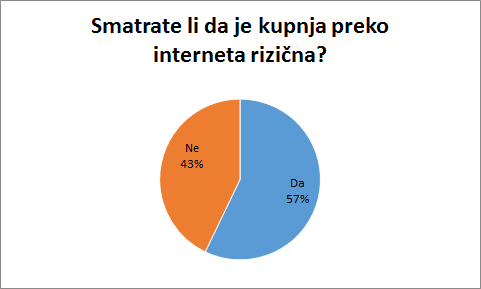 Smatrate li da je kupnja preko
interneta rizična?
Ne
43%
Da
57%